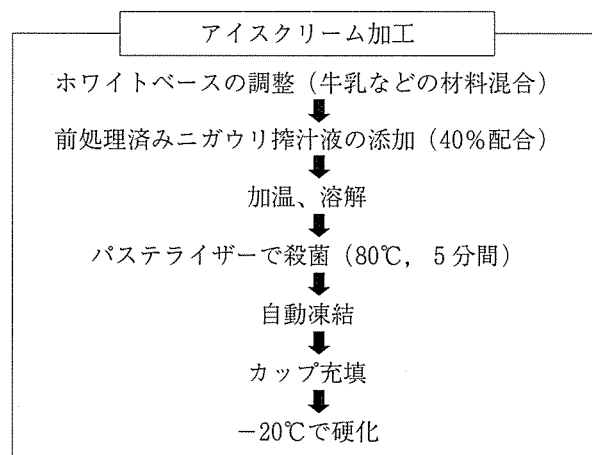 アイスクリーム加工
ホワイトベースの調整（牛乳などの材料混合）
前処理済みニガウリ搾汁液の添加（40％配合）
加温、溶解
パステライザーで殺菌（80℃，5分間）
自動凍結
カップ充填
−20℃で硬化